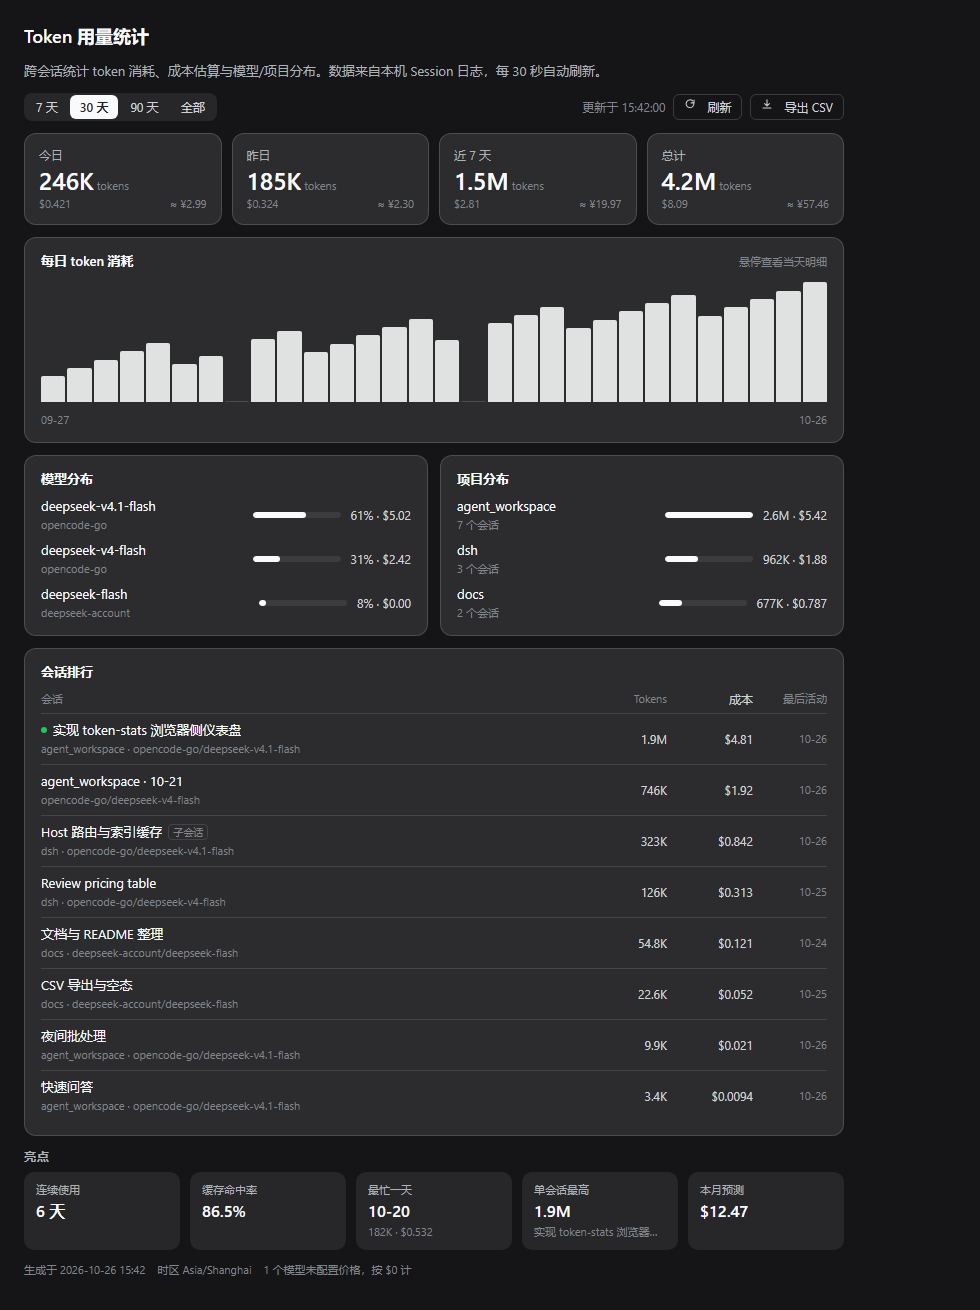 Token 用量统计
跨会话统计 token 消耗、成本估算与模型/项目分布。数据来自本机 Session 日志，每 30 秒自动刷新。
7 天 30 天 90 天 全部 更新于 15:42:00 刷新 导出 CSV
今日 昨日 近 7 天 总计
246K tokens 185K tokens 1.5M tokens 4.2M tokens
$0.421 ≈ ¥2.99 $0.324 ≈ ¥2.30 $2.81 ≈ ¥19.97 $8.09 ≈ ¥57.46
每日 token 消耗 悬停查看当天明细
09-27 10-26
模型分布
deepseek-v4.1-flash
opencode-go
61% · $5.02
deepseek-v4-flash
opencode-go
31% · $2.42
deepseek-flash
deepseek-account
8% · $0.00
项目分布
agent_workspace
7 个会话
2.6M · $5.42
dsh
3 个会话
962K · $1.88
docs
2 个会话
677K · $0.787
会话排行
会话 Tokens 成本 最后活动
实现 token-stats 浏览器侧仪表盘
agent_workspace · opencode-go/deepseek-v4.1-flash
1.9M $4.81 10-26
agent_workspace · 10-21
opencode-go/deepseek-v4-flash
746K $1.92 10-26
Host 路由与索引缓存 子会话
dsh · opencode-go/deepseek-v4.1-flash
323K $0.842 10-26
Review pricing table
dsh · opencode-go/deepseek-v4-flash
126K $0.313 10-25
文档与 README 整理
docs · deepseek-account/deepseek-flash
54.8K $0.121 10-24
CSV 导出与空态
docs · deepseek-account/deepseek-flash
22.6K $0.052 10-25
夜间批处理
agent_workspace · opencode-go/deepseek-v4.1-flash
9.9K $0.021 10-26
快速问答
agent_workspace · opencode-go/deepseek-v4.1-flash
3.4K $0.0094 10-26
亮点
连续使用
6 天
缓存命中率
86.5%
最忙一天
10-20
182K · $0.532
单会话最高
1.9M
实现 token-stats 浏览器...
本月预测
$12.47
生成于 2026-10-26 15:42 时区 Asia/Shanghai 1 个模型未配置价格，按 $0 计